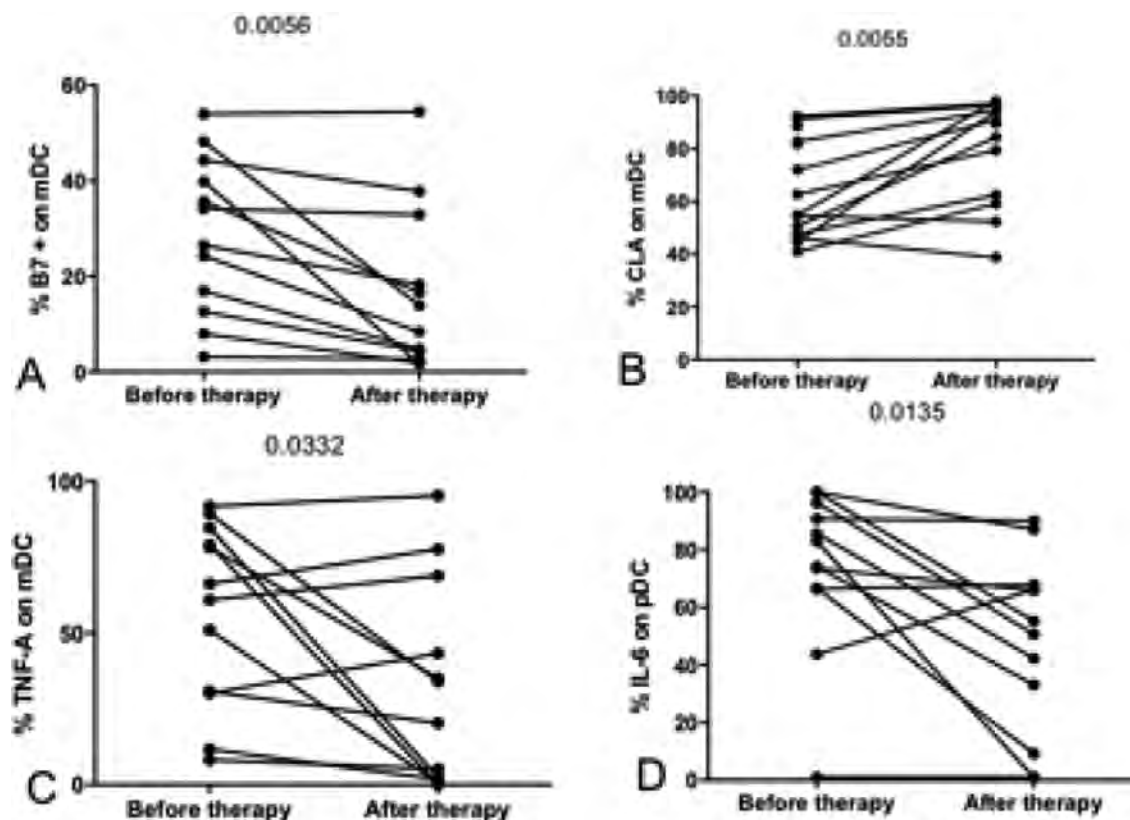 0.0056
% B7 + on mDC
60
40
20
0
A
Before therapy
After therapy
0.0055
% CLA on mDC
100
80
60
40
20
0
B
Before therapy
After therapy
0.0332
% TNF-A on mDC
100
50
0
C
Before therapy
After therapy
0.0135
% IL-6 on pDC
100
80
60
40
20
0
D
Before therapy
After therapy